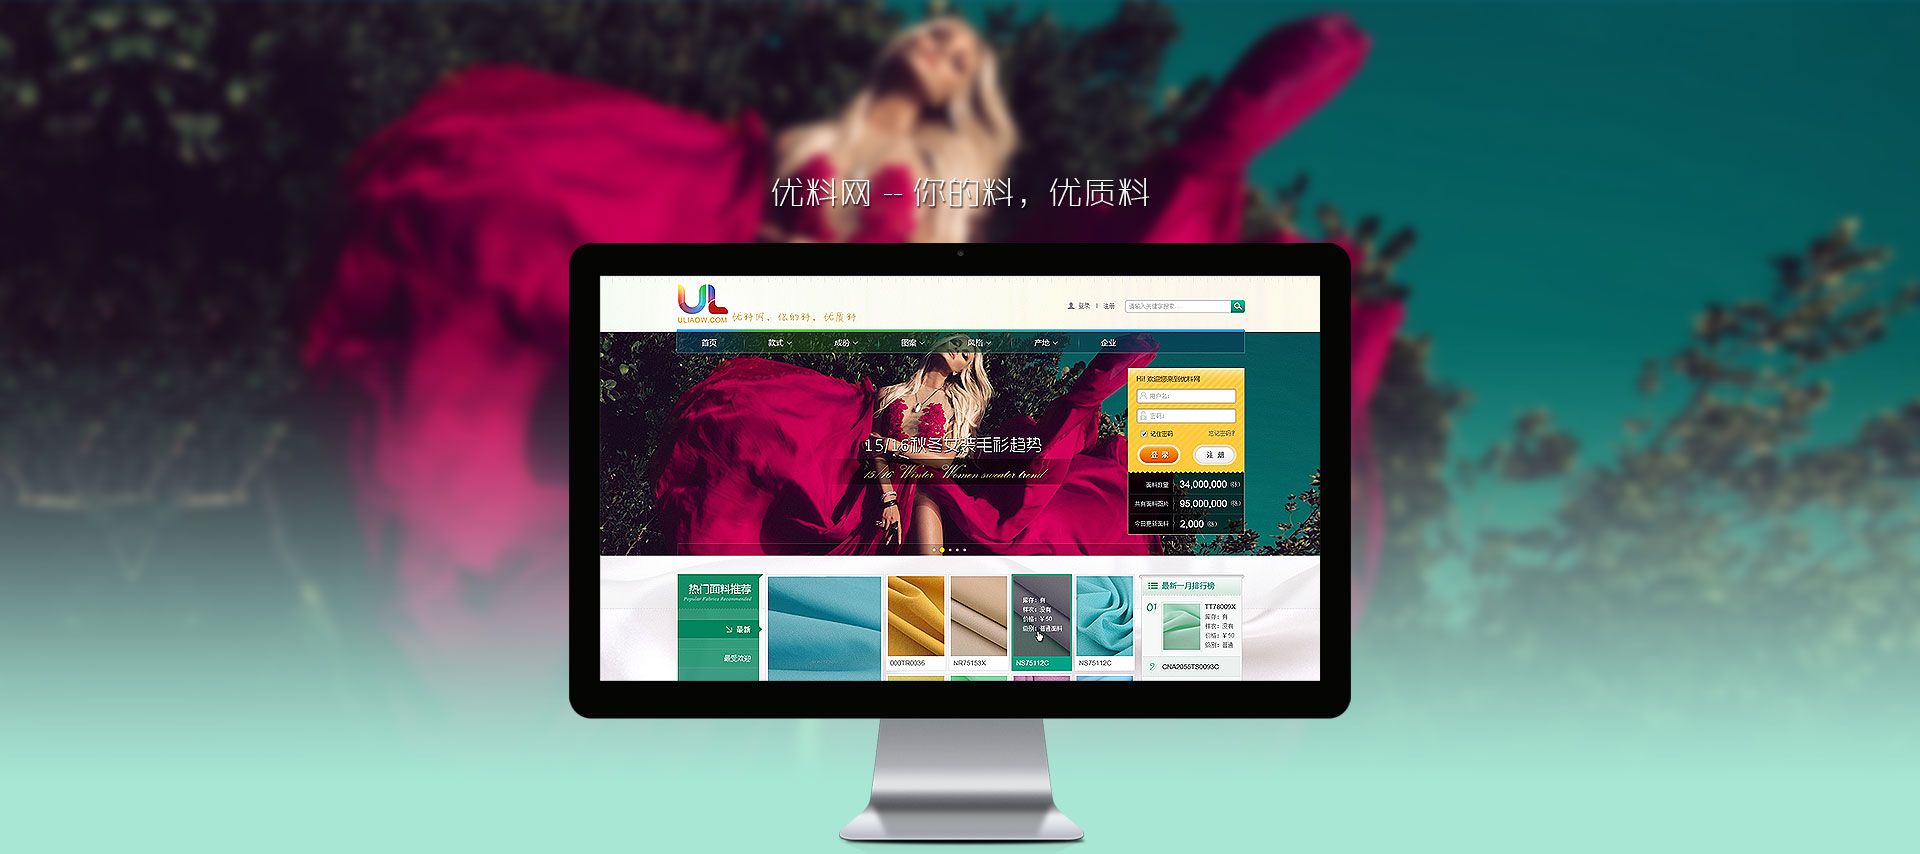 优料网 -- 你的料，优质料
UL
ULIAOW.COM 优料网，你的料，优质料
登录 | 注册
请输入关键字搜索...
首页 款式 成份 图案 风格 产地 企业
Hi! 欢迎您来到优料网
用户名:
密码:
记住密码 忘记密码?
登 录 注 册
15/16秋冬女装毛衫趋势
15/16 Winter Women sweater trend
面料数量 34,000,000 (张)
共有面料图片 95,000,000 (张)
今日更新面料 2,000 (张)
热门面料推荐
Popular Fabrics Recommended
最新
最受欢迎
库存: 有
样衣: 没有
价格: ¥50
级别: 普通面料
000TR0036
NR75153X
NS75112C
NS75112C
最新一月排行榜
01
TT78009X
库存: 有
样衣: 没有
价格: ¥50
级别: 普通
2 CNA2055TS0093C